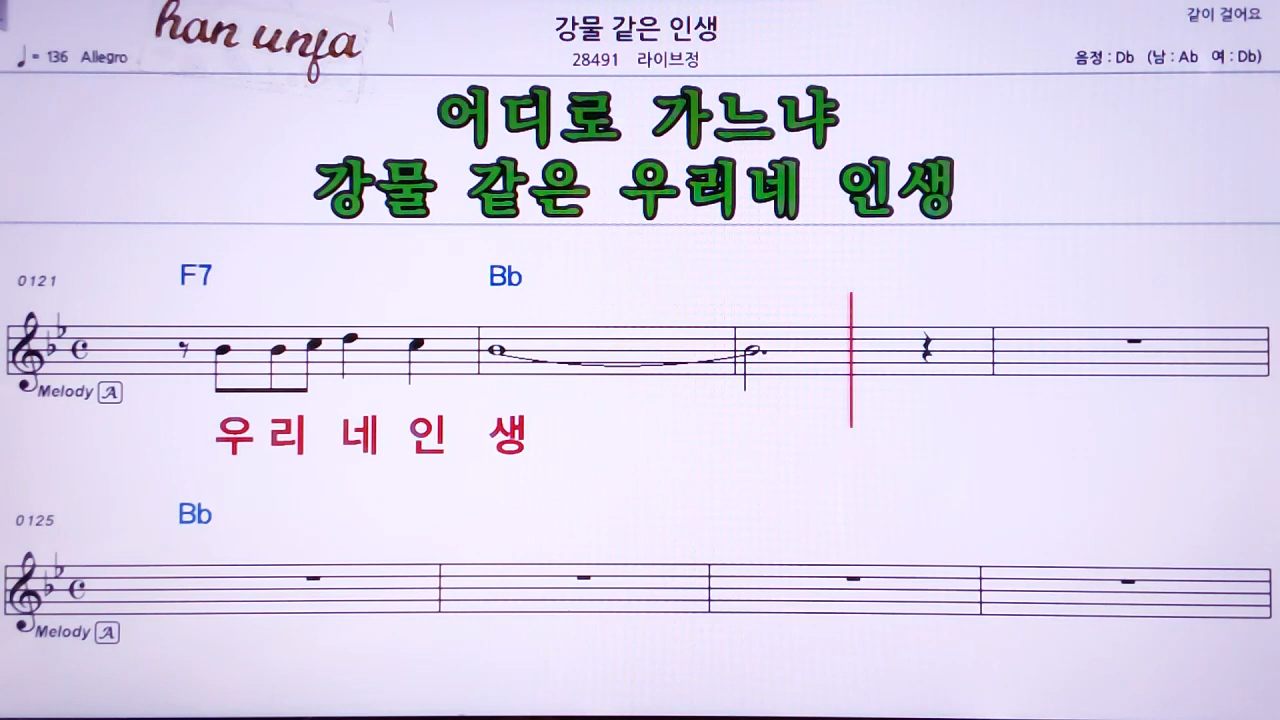 han unja
강물 같은 인생
같이 걸어요
♩= 136 Allegro
28491 라이브정
음정 : Db (남 : Ab 여 : Db)
어디로 가느냐
강물 같은 우리네 인생
0121 F7 Bb
Melody A
우리 네 인 생
0125 Bb
Melody A